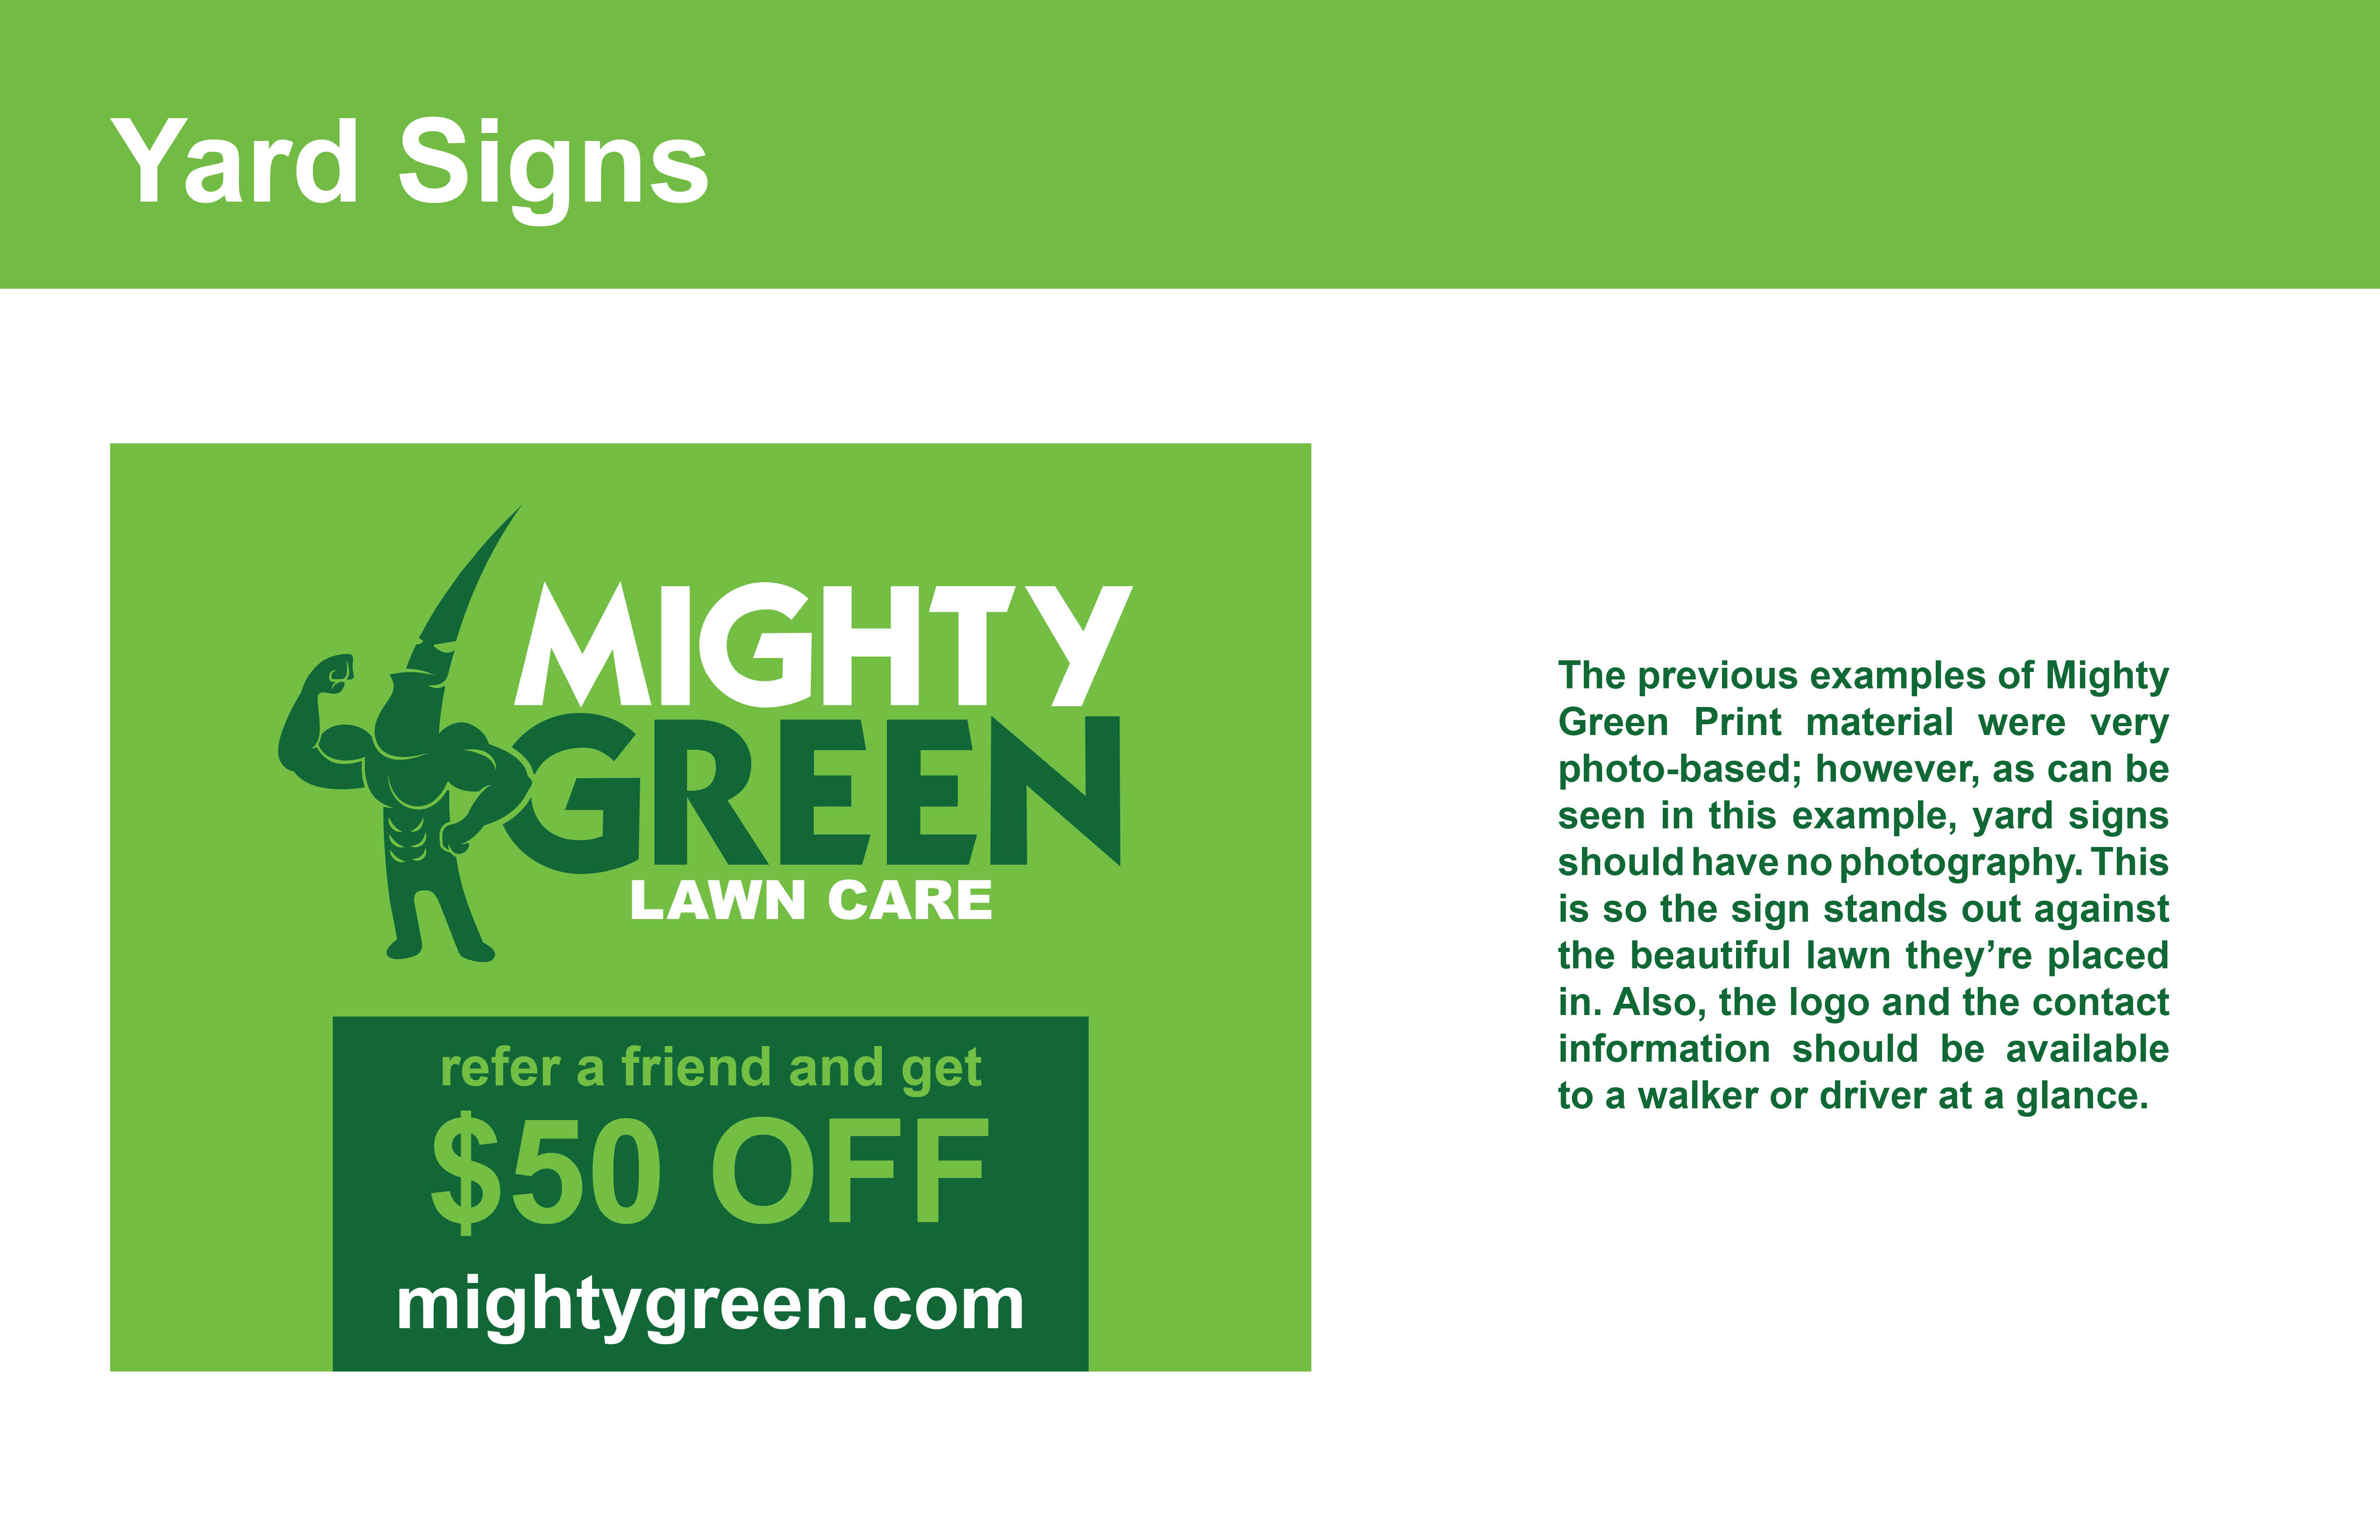 Yard Signs
MIGHTY
GREEN
LAWN CARE
refer a friend and get
$50 OFF
mightygreen.com
The previous examples of Mighty
Green Print material were very
photo-based; however, as can be
seen in this example, yard signs
should have no photography. This
is so the sign stands out against
the beautiful lawn they’re placed
in. Also, the logo and the contact
information should be available
to a walker or driver at a glance.